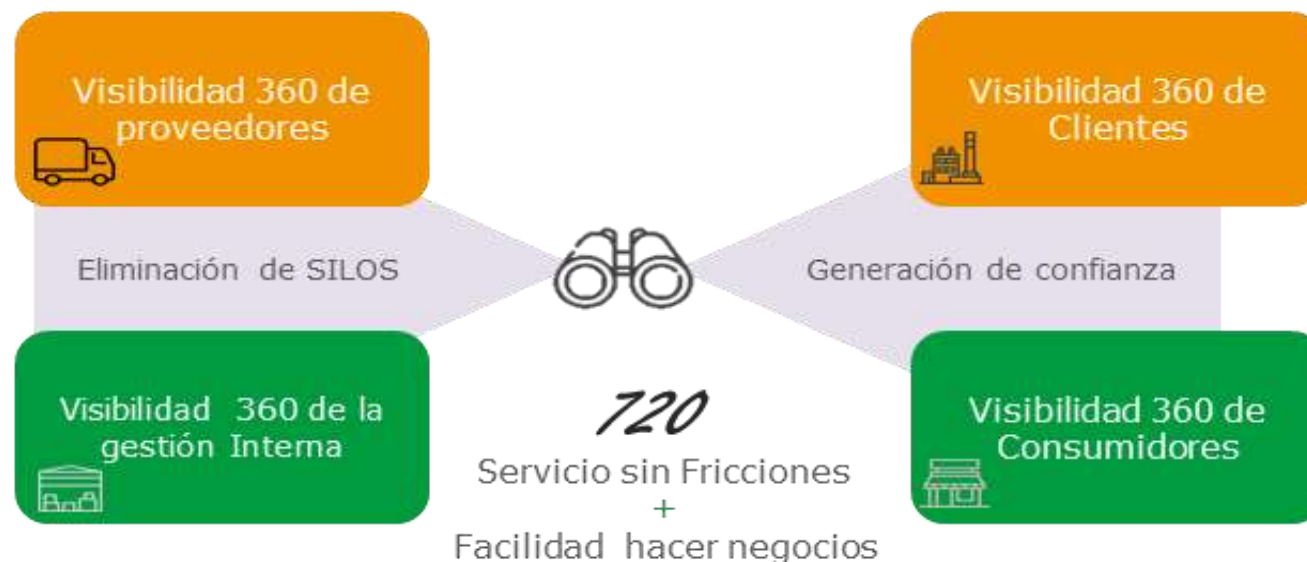 Visibilidad 360 de
proveedores
Visibilidad 360 de
Clientes
Eliminación de SILOS
Generación de confianza
Visibilidad 360 de la
gestión Interna
720
Servicio sin Fricciones
+
Facilidad hacer negocios
Visibilidad 360 de
Consumidores